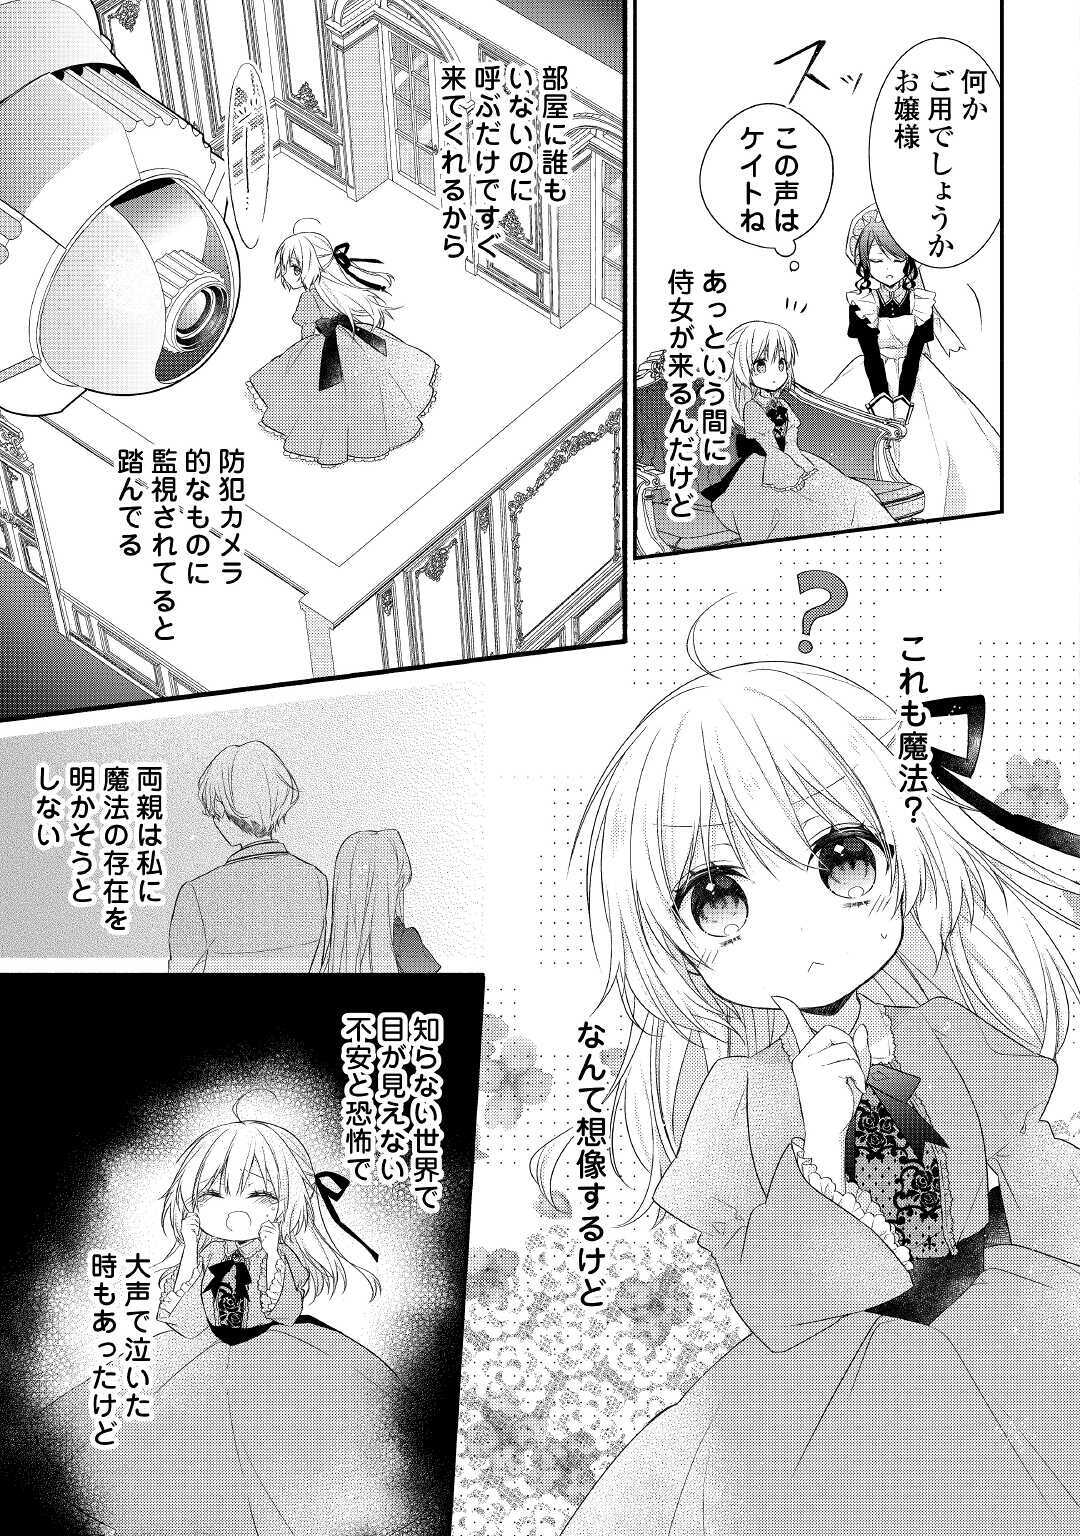 何か
ご用でしょうか
お嬢様
スッ
この声は
ケイトね
あっという間に
侍女が来るんだけど
部屋に誰も
いないのに
呼ぶだけですぐ
来てくれるから
防犯カメラ
的なものに
監視されてると
踏んでる
?
これも魔法?
なんて想像するけど
両親は私に
魔法の存在を
明かそうと
しない
知らない世界で
目が見えない
不安と恐怖で
大声で泣いた
時もあったけど